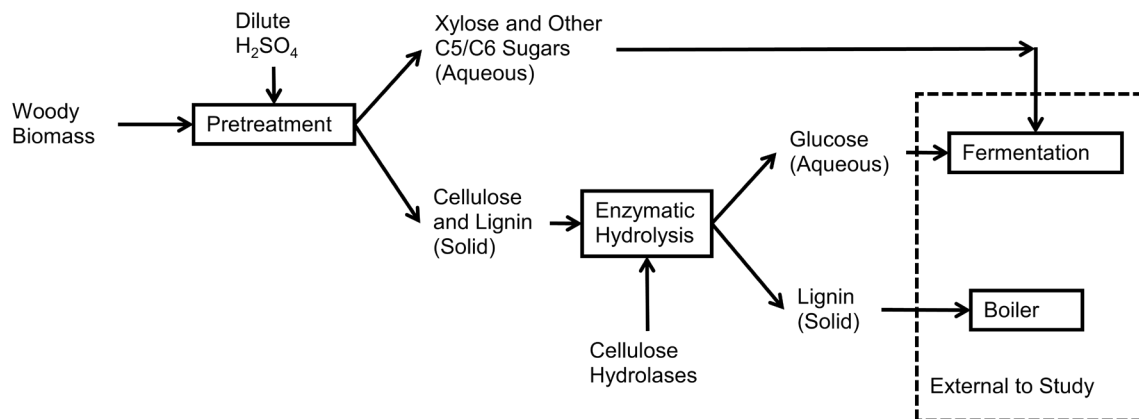 Dilute
H₂SO₄
Xylose and Other
C5/C6 Sugars
(Aqueous)
Woody
Biomass
Pretreatment
Glucose
(Aqueous)
Fermentation
Cellulose
and Lignin
(Solid)
Enzymatic
Hydrolysis
Lignin
(Solid)
Boiler
Cellulose
Hydrolases
External to Study